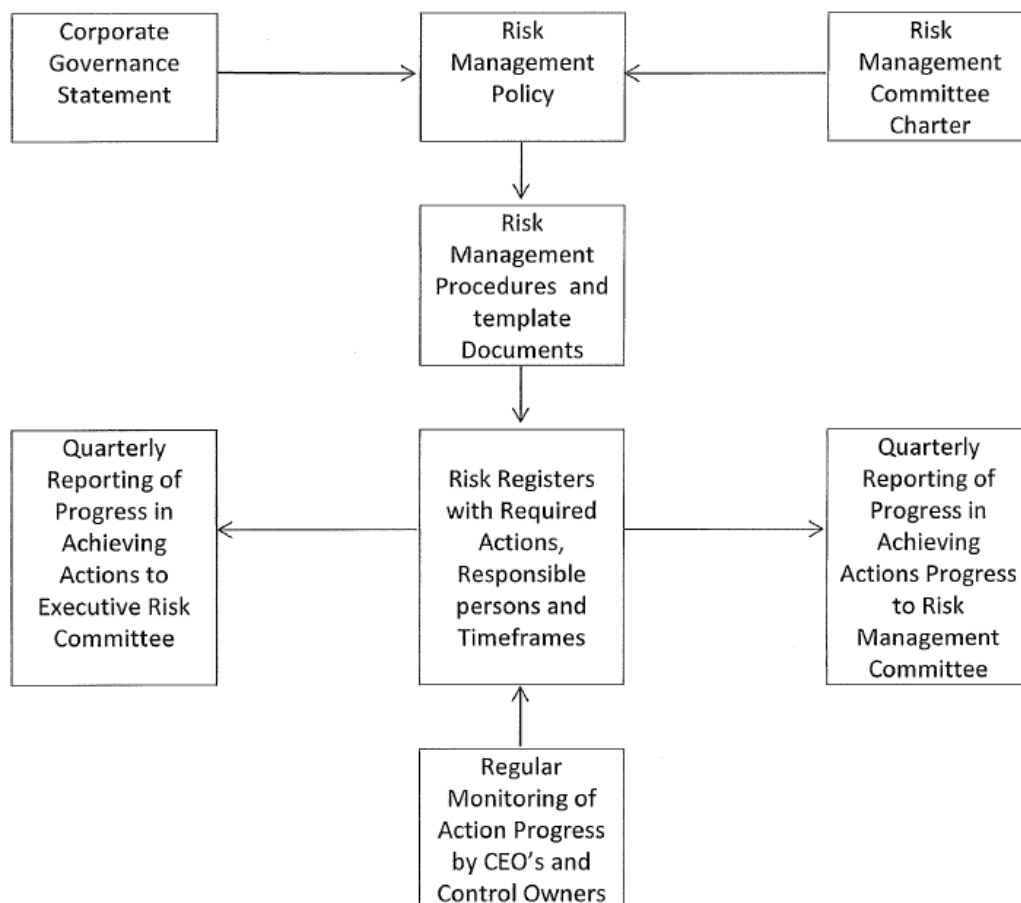 Corporate
Governance
Statement
Risk
Management
Policy
Risk
Management
Committee
Charter
Risk
Management
Procedures and
template
Documents
Quarterly
Reporting of
Progress in
Achieving
Actions to
Executive Risk
Committee
Risk Registers
with Required
Actions,
Responsible
persons and
Timeframes
Quarterly
Reporting of
Progress in
Achieving
Actions Progress
to Risk
Management
Committee
Regular
Monitoring of
Action Progress
by CEO's and
Control Owners